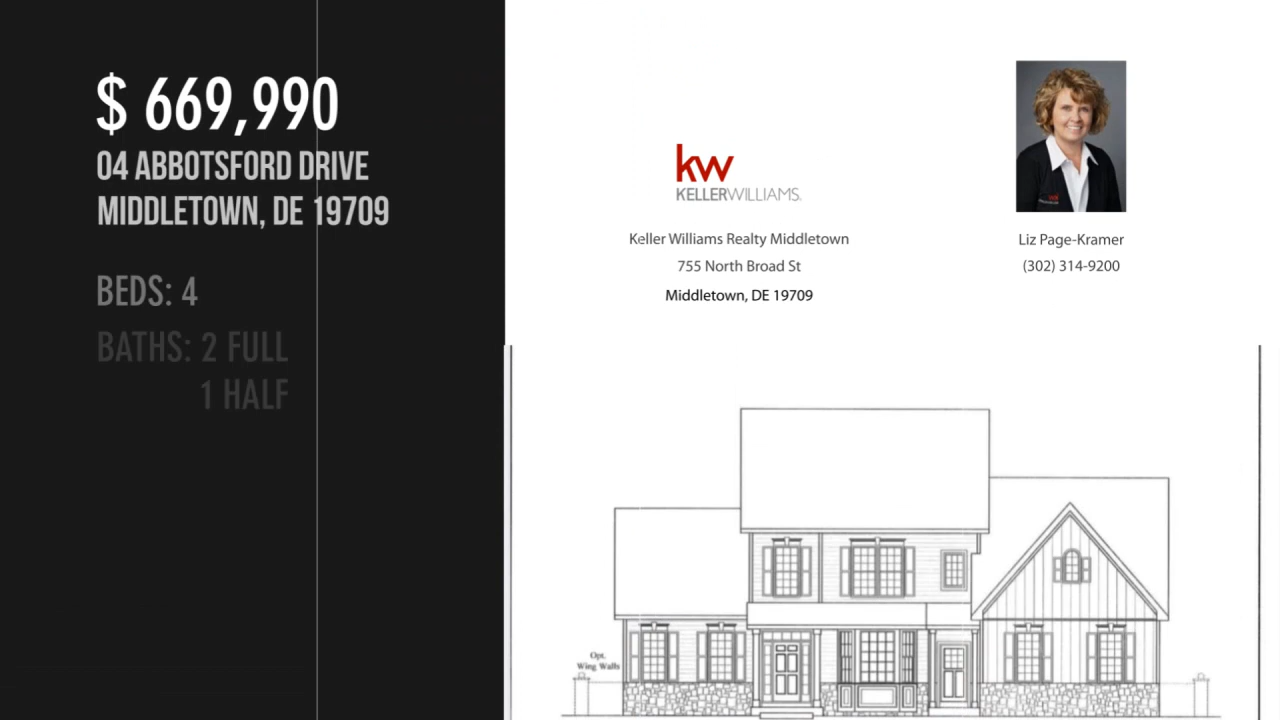 $ 669,990
04 ABBOTSFORD DRIVE
MIDDLETOWN, DE 19709
BEDS: 4
BATHS: 2 FULL
1 HALF
kw
KELLERWILLIAMS.
Keller Williams Realty Middletown
755 North Broad St
Middletown, DE 19709
Liz Page-Kramer
(302) 314-9200
Opt.
Wing Walls